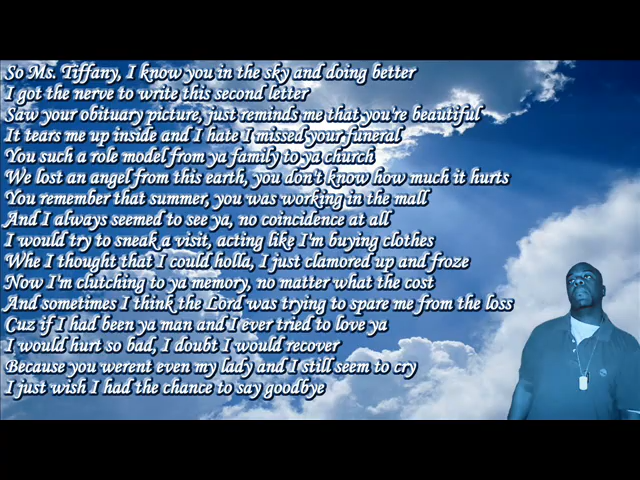 So Ms. Tiffany, I know you in the sky and doing better
I got the nerve to write this second letter
Saw your obituary picture, just reminds me that you're beautiful
It tears me up inside and I hate I missed your funeral
You such a role model from ya family to ya church
We lost an angel from this earth, you don't know how much it hurts
You remember that summer, you was working in the mall
And I always seemed to see ya, no coincidence at all
I would try to sneak a visit, acting like I'm buying clothes
Whe I thought that I could holla, I just clamored up and froze
Now I'm clutching to ya memory, no matter what the cost
And sometimes I think the Lord was trying to spare me from the loss
Cuz if I had been ya man and I ever tried to love ya
I would hurt so bad, I doubt I would recover
Because you werent even my lady and I still seem to cry
I just wish I had the chance to say goodbye